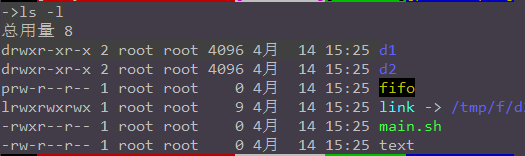 ->ls -l
总用量 8
drwxr-xr-x 2 root root 4096 4月  14 15:25 d1
drwxr-xr-x 2 root root 4096 4月  14 15:25 d2
prw-r--r-- 1 root root    0 4月  14 15:25 fifo
lrwxrwxrwx 1 root root    9 4月  14 15:25 link -> /tmp/f/d
-rwxr--r-- 1 root root    0 4月  14 15:25 main.sh
-rw-r--r-- 1 root root    0 4月  14 15:25 text